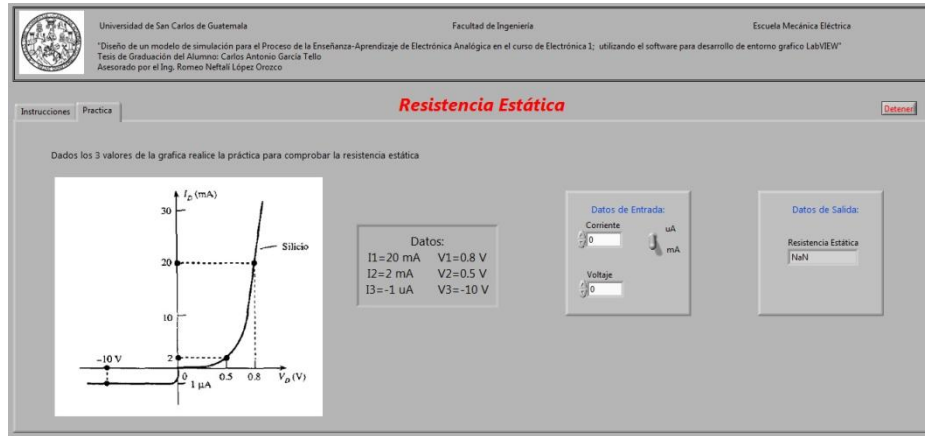 Universidad de San Carlos de Guatemala Facultad de Ingeniería Escuela Mecánica Eléctrica
"Diseño de un modelo de simulación para el Proceso de la Enseñanza-Aprendizaje de Electrónica Analógica en el curso de Electrónica 1; utilizando el software para desarrollo de entorno grafico LabVIEW"
Tesis de Graduación del Alumno: Carlos Antonio García Tello
Asesorado por el Ing. Romeo Neftalí López Orozco
Instrucciones Practica
Resistencia Estática
Detener
Dados los 3 valores de la grafica realice la práctica para comprobar la resistencia estática
I_D (mA)
30
Silicio
20
10
-10 V
2
0 0.5 0.8 V_D (V)
1 μA
Datos:
I1=20 mA V1=0.8 V
I2=2 mA V2=0.5 V
I3=-1 uA V3=-10 V
Datos de Entrada:
Corriente
0
uA
mA
Voltaje
0
Datos de Salida:
Resistencia Estática
NaN